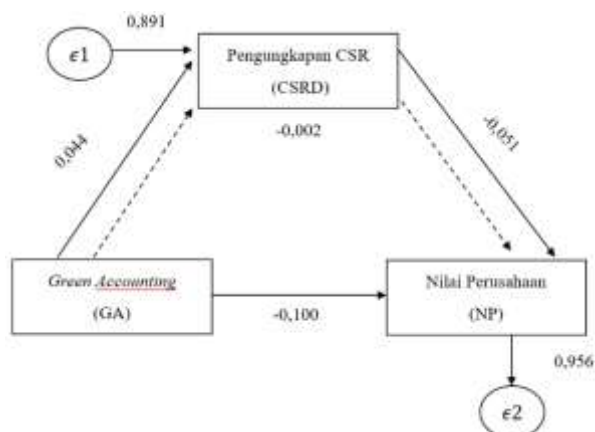 0,891
ϵ1
Pengungkapan CSR
(CSRD)
-0,002
0,044
-0,051
Green Accounting
(GA)
-0,100
Nilai Perusahaan
(NP)
0,956
ϵ2